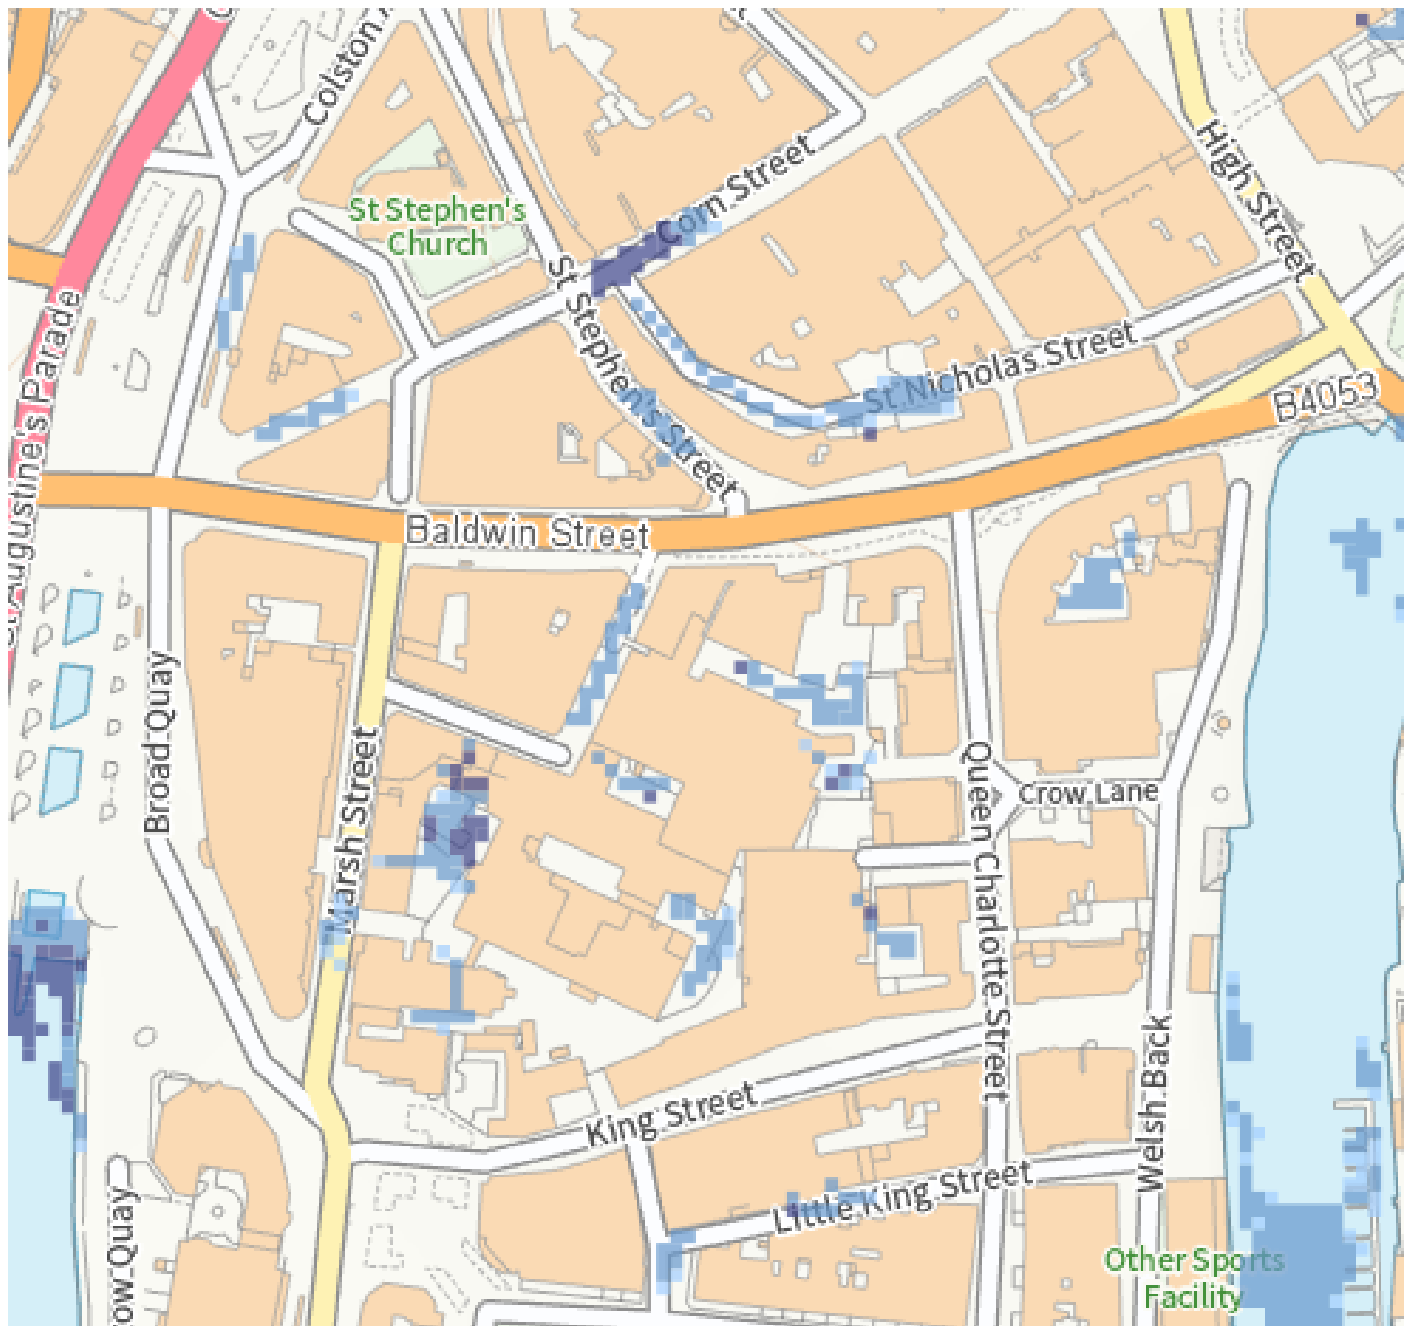 Colston
Corn Street
High Street
St Stephen's
Church
St Stephen's Street
St Nicholas Street
B4053
St Augustine's Parade
Baldwin Street
Broad Quay
Marsh Street
Queen Charlotte Street
Crow Lane
King Street
Welsh Back
Little King Street
Quay
Other Sports
Facility